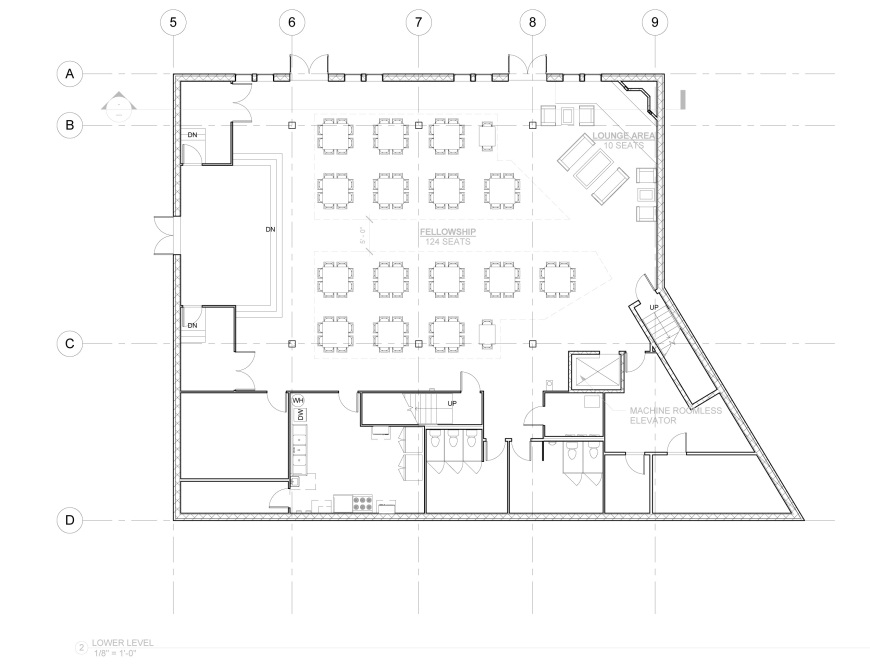 5 6 7 8 9
A
B
DN
LOUNGE AREA
10 SEATS
DN
FELLOWSHIP
124 SEATS
5' - 0"
UP
DN
C
WH
DW
UP
MACHINE ROOMLESS
ELEVATOR
D
2 LOWER LEVEL
1/8" = 1'-0"